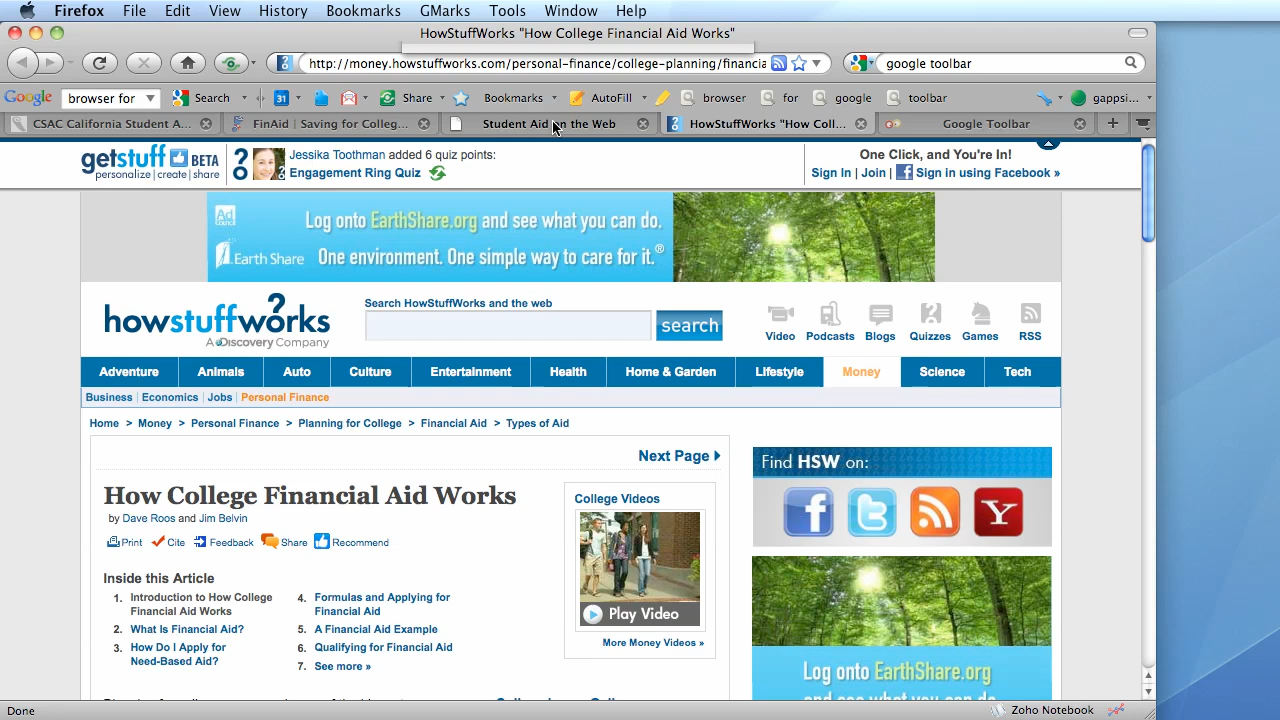 Firefox File Edit View History Bookmarks GMarks Tools Window Help
HowStuffWorks "How College Financial Aid Works"
http://money.howstuffworks.com/personal-finance/college-planning/financia
google toolbar
Google browser for Search 31 Share Bookmarks AutoFill browser for google toolbar gappsi...
CSAC California Student A... FinAid | Saving for Colleg... Student Aid on the Web HowStuffWorks "How Coll... Google Toolbar
getstuff BETA
personalize | create | share
Jessika Toothman added 6 quiz points:
Engagement Ring Quiz
One Click, and You're In!
Sign In | Join | Sign in using Facebook »
Ad Council
Earth Share
Log onto EarthShare.org and see what you can do.
One environment. One simple way to care for it.®
howstuffworks
A Discovery Company
Search HowStuffWorks and the web
search
Video Podcasts Blogs Quizzes Games RSS
Adventure Animals Auto Culture Entertainment Health Home & Garden Lifestyle Money Science Tech
Business | Economics | Jobs | Personal Finance
Home > Money > Personal Finance > Planning for College > Financial Aid > Types of Aid
Next Page
How College Financial Aid Works
by Dave Roos and Jim Belvin
Print Cite Feedback Share Recommend
Inside this Article
1. Introduction to How College Financial Aid Works
2. What Is Financial Aid?
3. How Do I Apply for Need-Based Aid?
4. Formulas and Applying for Financial Aid
5. A Financial Aid Example
6. Qualifying for Financial Aid
7. See more »
College Videos
Play Video
More Money Videos »
Find HSW on:
Log onto EarthShare.org
and see what you can do.
Done
Zoho Notebook